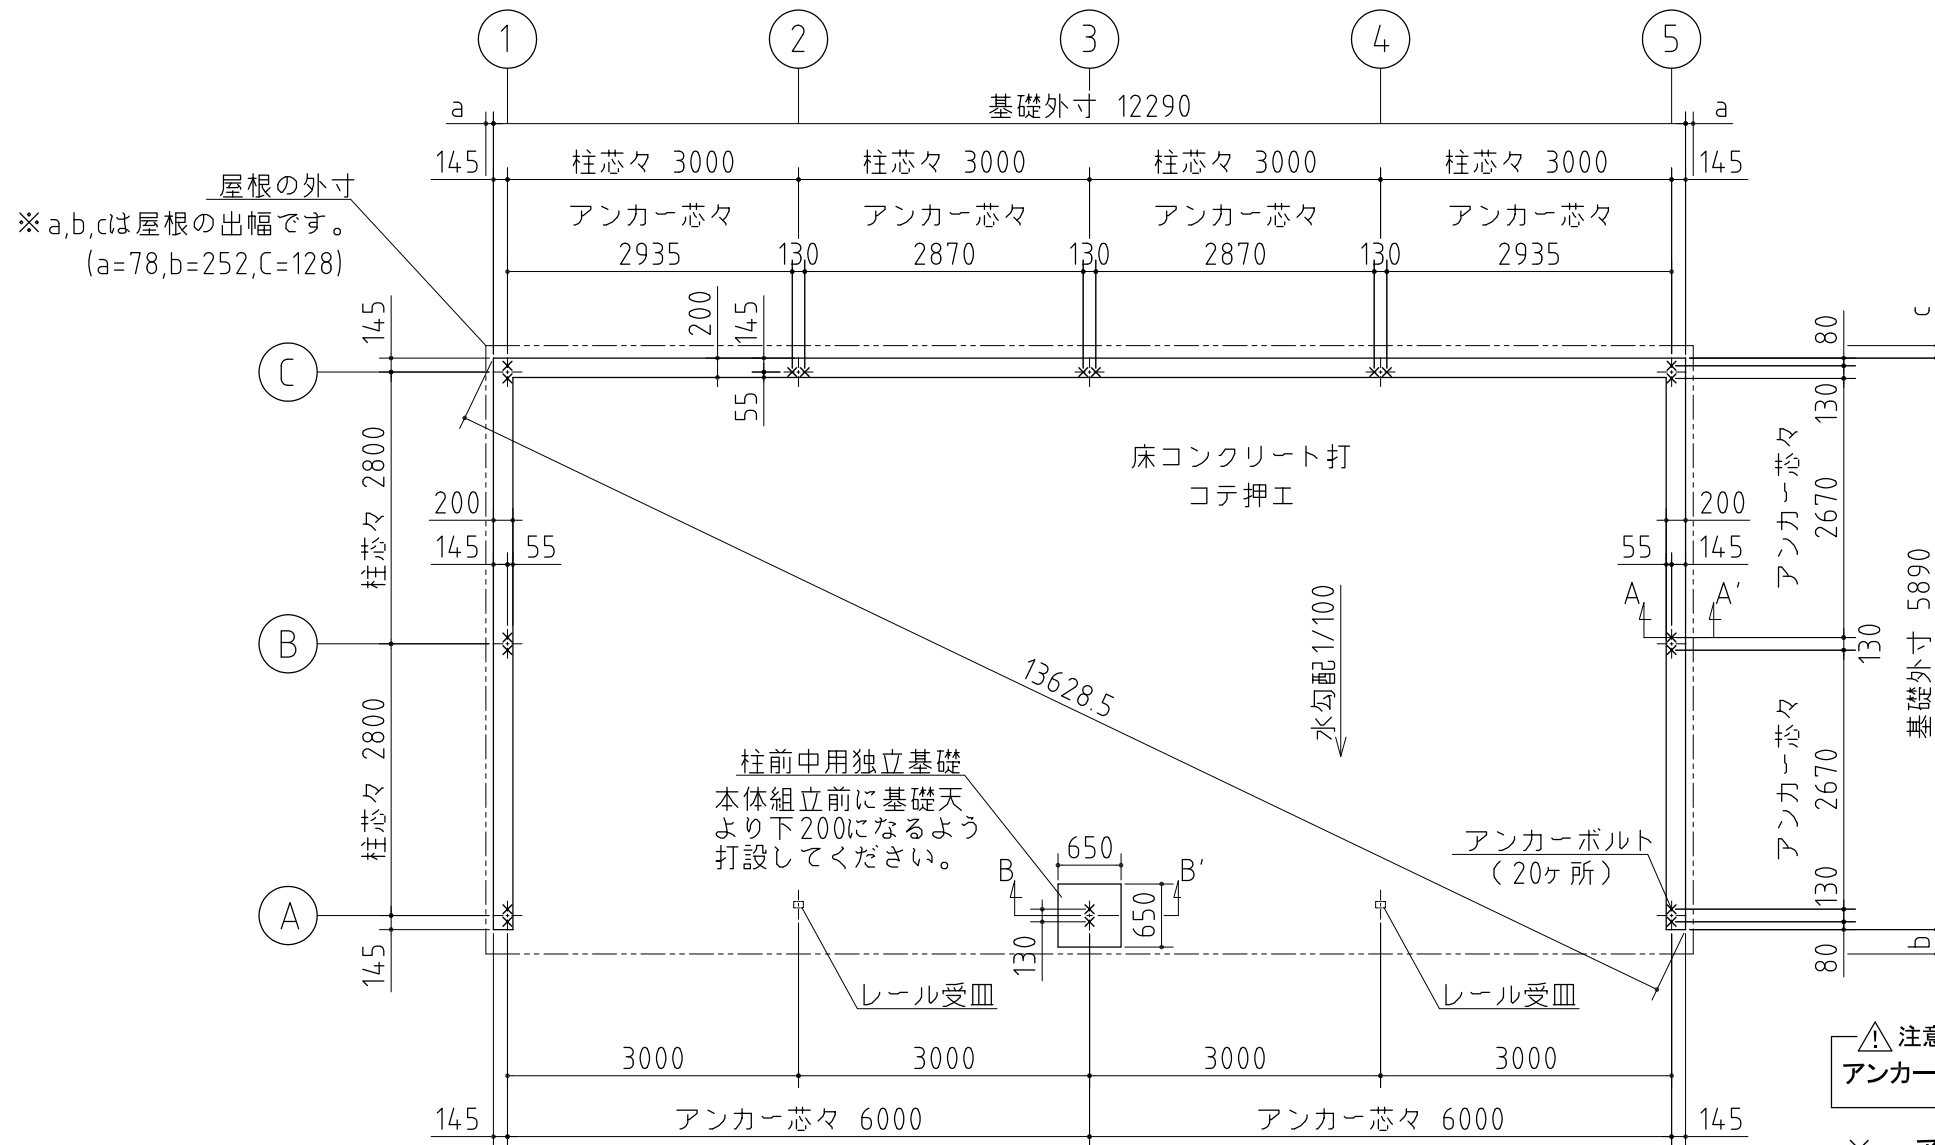 1 2 3 4 5
a 基礎外寸 12290 a
145 柱芯々 3000 柱芯々 3000 柱芯々 3000 柱芯々 3000 145
屋根の外寸
※a,b,cは屋根の出幅です。
(a=78,b=252,C=128)
アンカー芯々 アンカー芯々 アンカー芯々 アンカー芯々
2935 130 2870 130 2870 130 2935
145 200 145 80 c
C
55 130
床コンクリート打
コテ押エ
柱芯々 2800
アンカー芯々 2670
200 200
145 55 55 145
A A'
水勾配1/100
B
130
基礎外寸 5890
13628.5
柱芯々 2800
アンカー芯々 2670
柱前中用独立基礎
本体組立前に基礎天
より下200になるよう
打設してください。
アンカーボルト
(20ヶ所)
650
B B'
650
130
A
145 130 80 b
レール受皿 レール受皿
⚠ 注意
アンカー
3000 3000 3000 3000
145 アンカー芯々 6000 アンカー芯々 6000 145